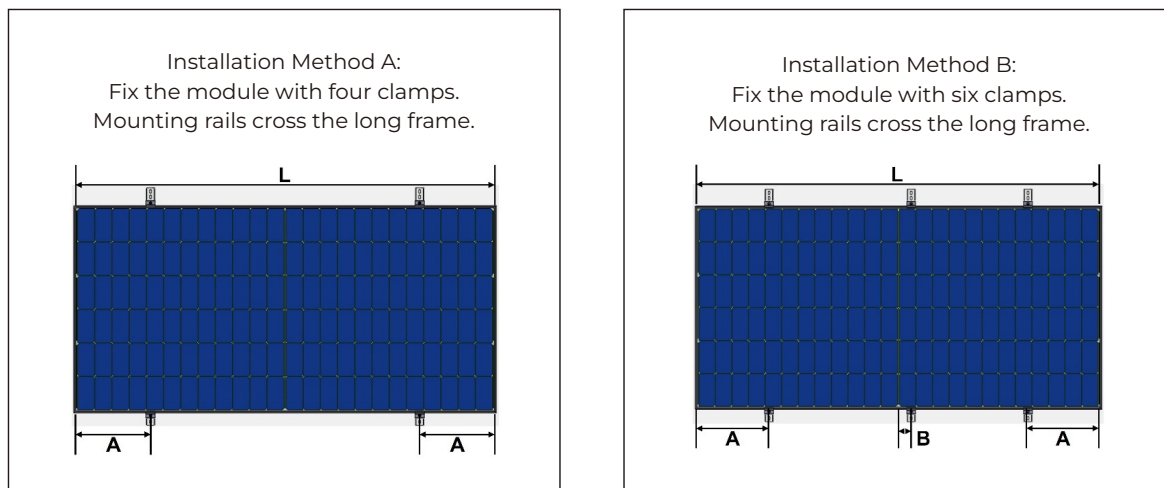 Installation Method A:
Fix the module with four clamps.
Mounting rails cross the long frame.
L
A
A
Installation Method B:
Fix the module with six clamps.
Mounting rails cross the long frame.
L
A
B
A